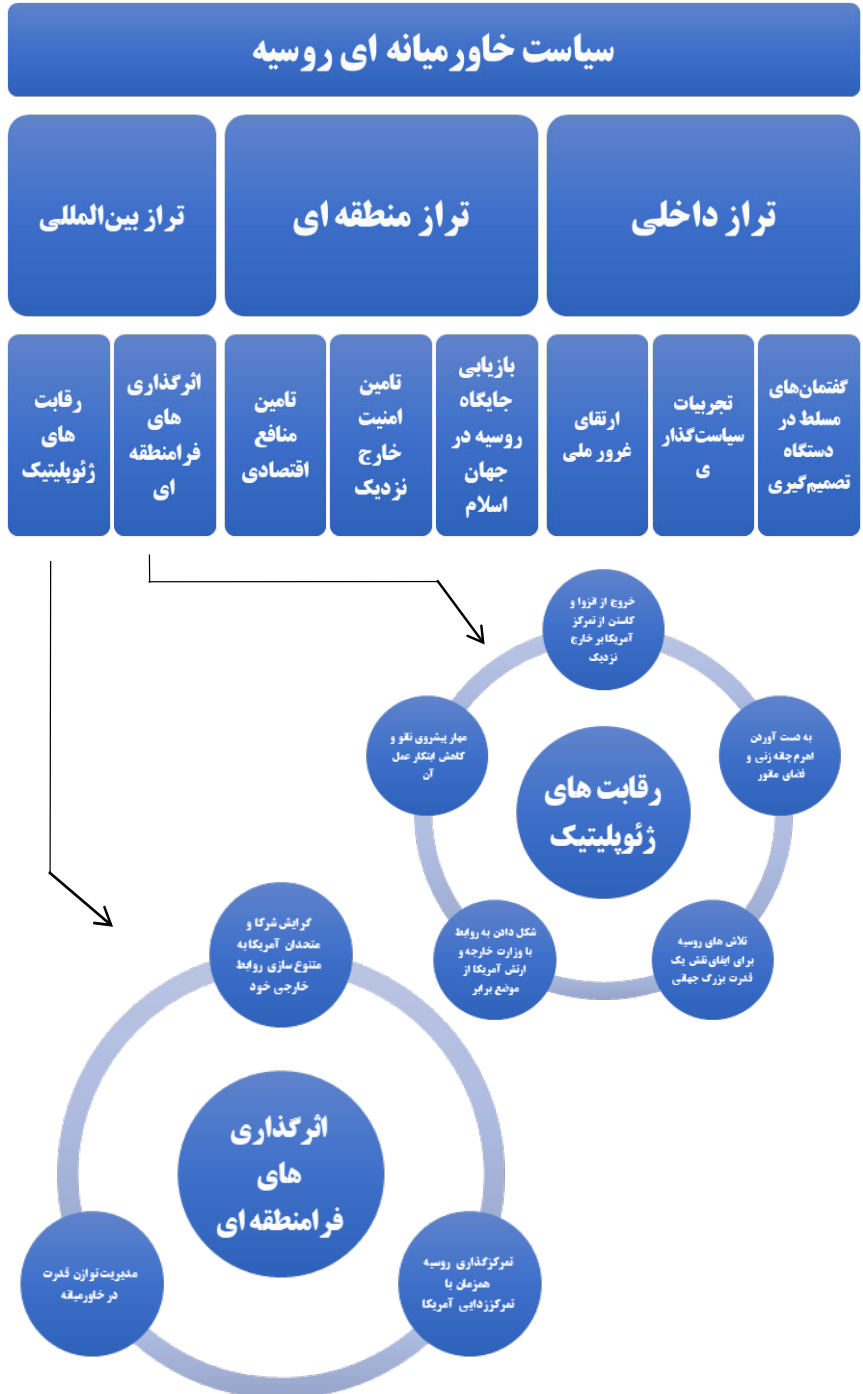 سیاست خاورمیانه ای روسیه
تراز داخلی
تراز منطقه ای
تراز بین‌المللی
گفتمان‌های
مسلط در
دستگاه
تصمیم‌گیری
تجربیات
سیاست‌گذار
ی
ارتقای
غرور ملی
بازیابی
جایگاه
روسیه در
جهان
اسلام
تامین
امنیت
خارج
نزدیک
تامین
منافع
اقتصادی
اثرگذاری
های
فرامنطقه
ای
رقابت
های
ژئوپلیتیک
خروج از انزوا و
کاستن از تمرکز
آمریکا بر خارج
نزدیک
به دست آوردن
اهرم چانه زنی و
فضای مانور
تلاش های روسیه
برای ایفای نقش یک
قدرت بزرگ جهانی
شکل دادن به روابط
با وزارت خارجه و
ارتش آمریکا از
موضع برابر
مهار پیشروی ناتو و
کاهش ابتکار عمل
آن
رقابت های
ژئوپلیتیک
گرایش شرکا و
متحدان آمریکا به
متنوع سازی روابط
خارجی خود
تمرکزگذاری روسیه
همزمان با
تمرکززدایی آمریکا
مدیریت توازن قدرت
در خاورمیانه
اثرگذاری
های
فرامنطقه ای